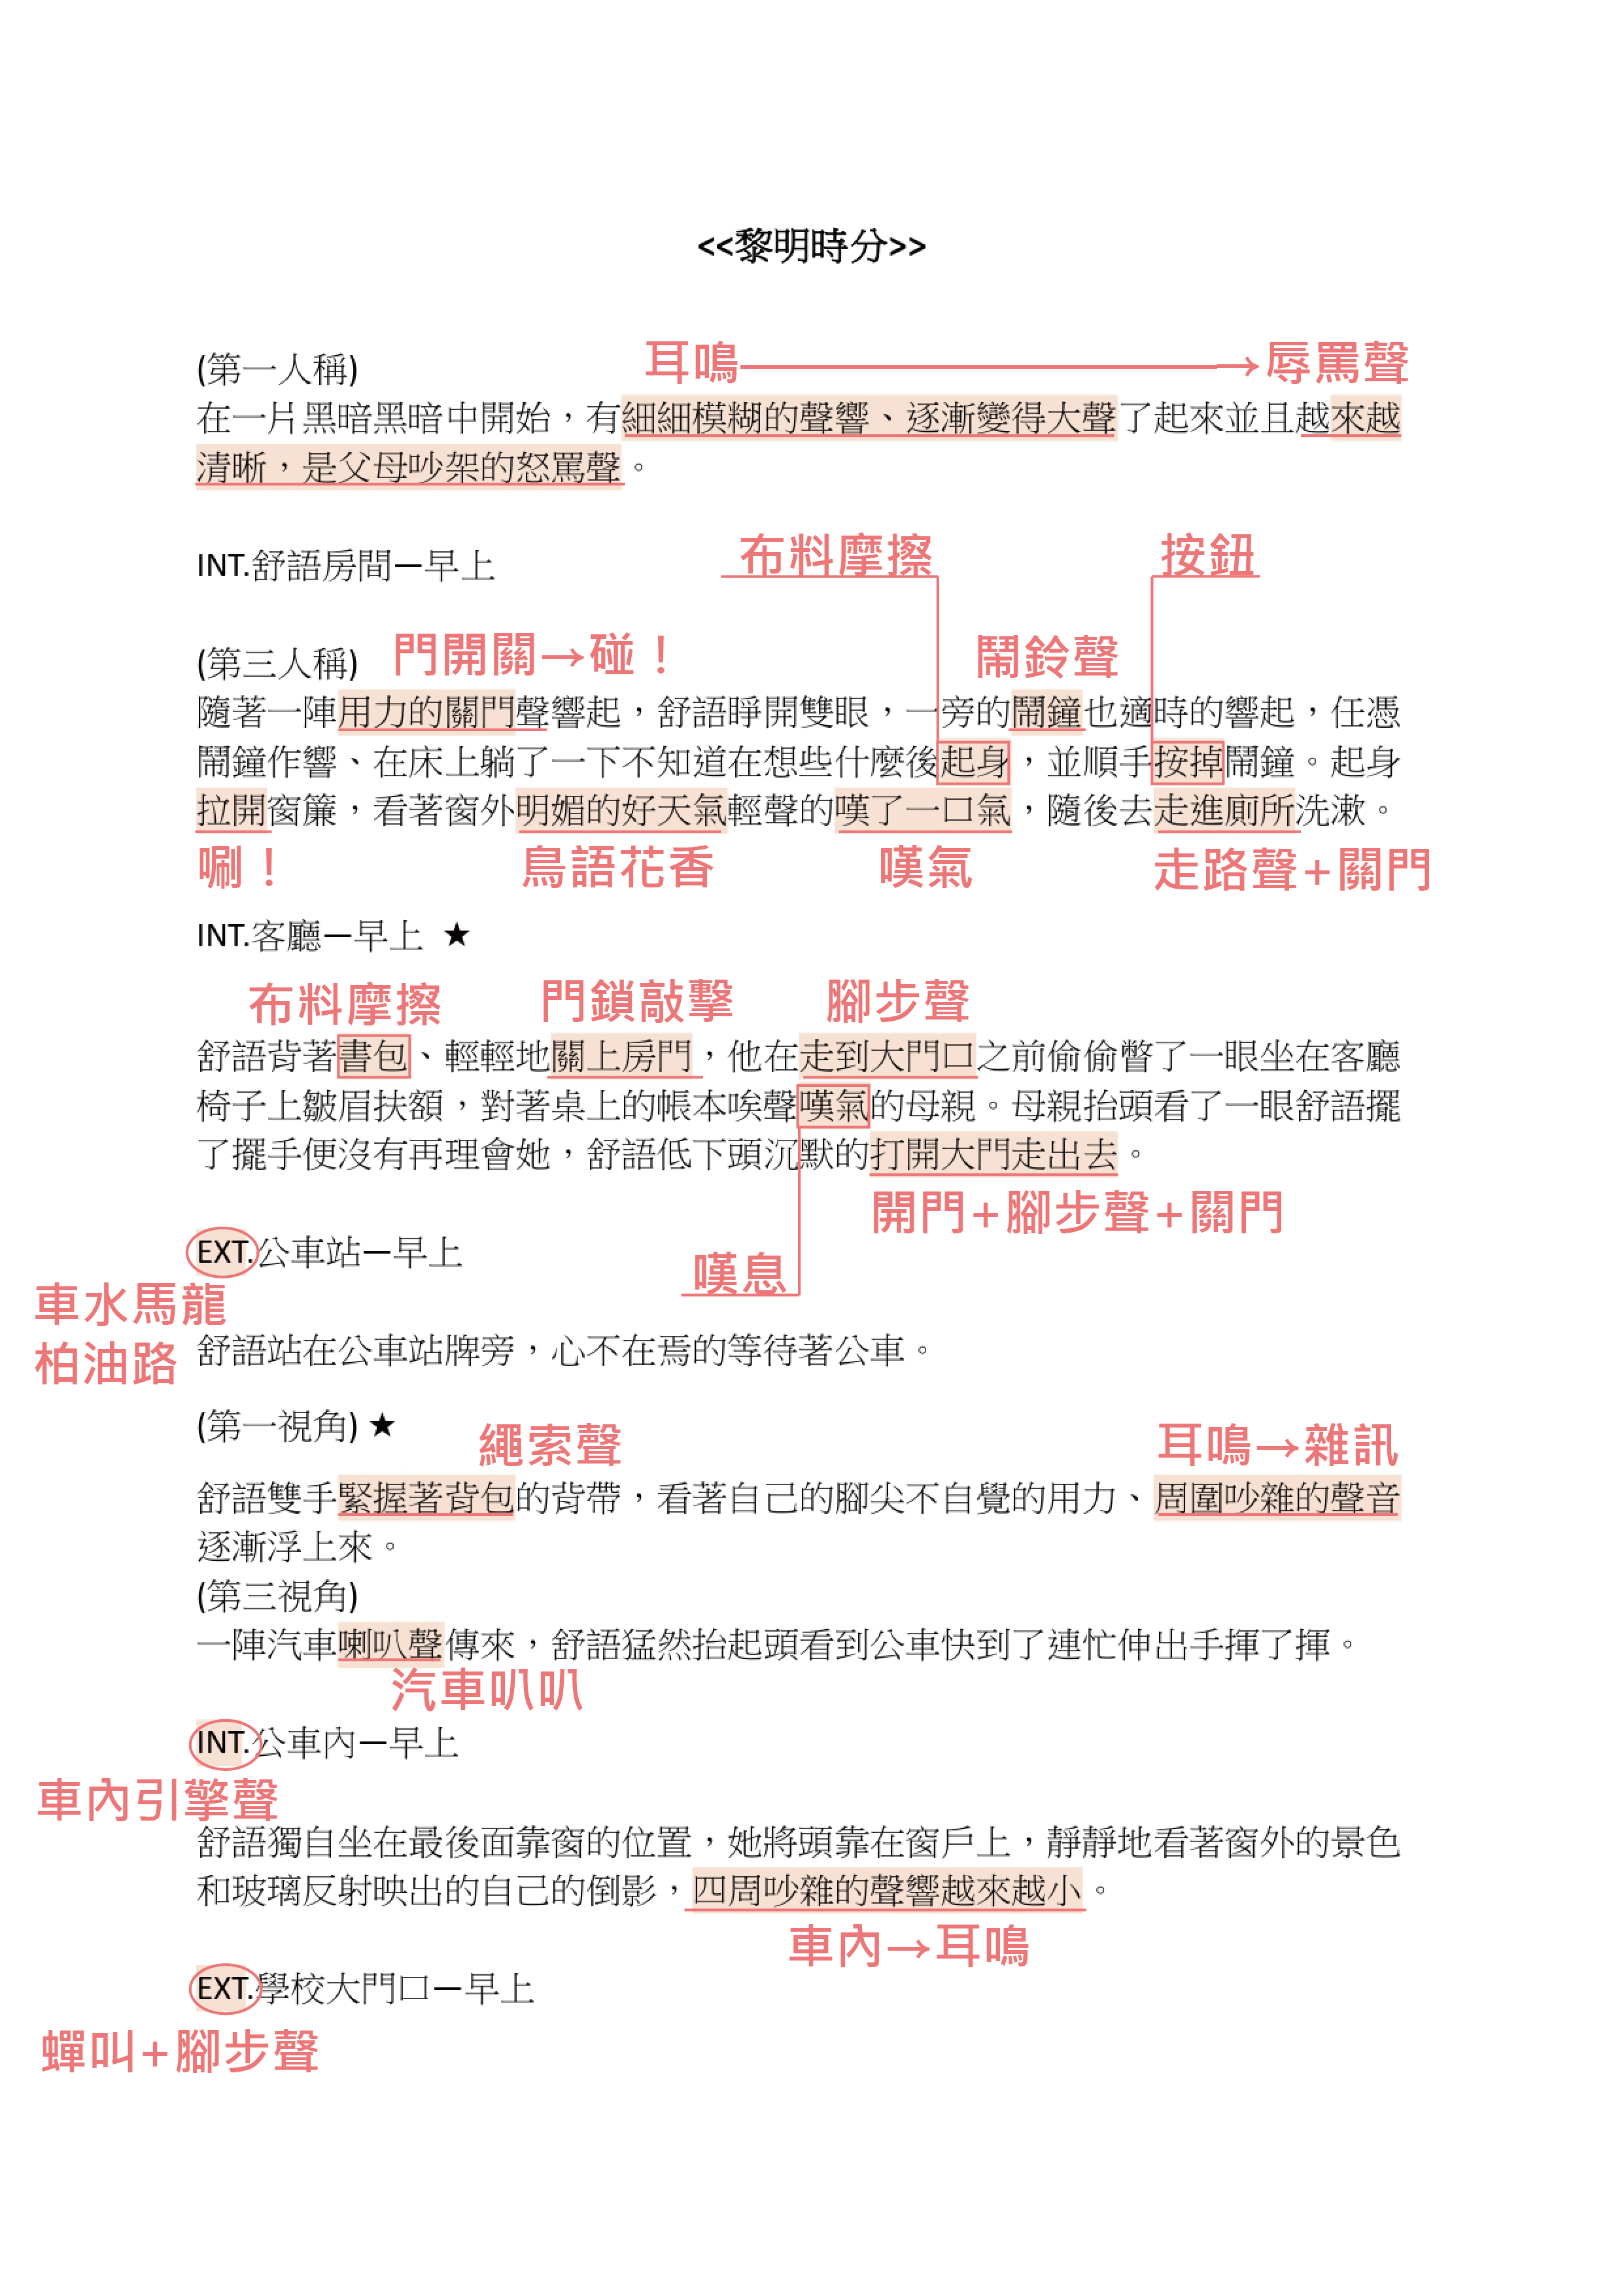 <<黎明時分>>
(第一人稱)
耳鳴→辱罵聲
在一片黑暗黑暗中開始，有細細模糊的聲響、逐漸變得大聲了起來並且越來越
清晰，是父母吵架的怒罵聲。
布料摩擦 按鈕
INT.舒語房間—早上
門開關→碰！ 鬧鈴聲
(第三人稱)
隨著一陣用力的關門聲響起，舒語睜開雙眼，一旁的鬧鐘也適時的響起，任憑
鬧鐘作響、在床上躺了一下不知道在想些什麼後起身，並順手按掉鬧鐘。起身
拉開窗簾，看著窗外明媚的好天氣輕聲的嘆了一口氣，隨後去走進廁所洗漱。
唰！ 鳥語花香 嘆氣 走路聲+關門
INT.客廳—早上 ★
布料摩擦 門鎖敲擊 腳步聲
舒語背著書包、輕輕地關上房門，他在走到大門口之前偷偷瞥了一眼坐在客廳
椅子上皺眉扶額，對著桌上的帳本唉聲嘆氣的母親。母親抬頭看了一眼舒語擺
了擺手便沒有再理會她，舒語低下頭沉默的打開大門走出去。
開門+腳步聲+關門
EXT.公車站—早上
嘆息
車水馬龍
柏油路
舒語站在公車站牌旁，心不在焉的等待著公車。
(第一視角) ★
繩索聲 耳鳴→雜訊
舒語雙手緊握著背包的背帶，看著自己的腳尖不自覺的用力、周圍吵雜的聲音
逐漸浮上來。
(第三視角)
一陣汽車喇叭聲傳來，舒語猛然抬起頭看到公車快到了連忙伸出手揮了揮。
汽車叭叭
INT.公車內—早上
車內引擎聲
舒語獨自坐在最後面靠窗的位置，她將頭靠在窗戶上，靜靜地看著窗外的景色
和玻璃反射映出的自己的倒影，四周吵雜的聲響越來越小。
車內→耳鳴
EXT.學校大門口—早上
蟬叫+腳步聲